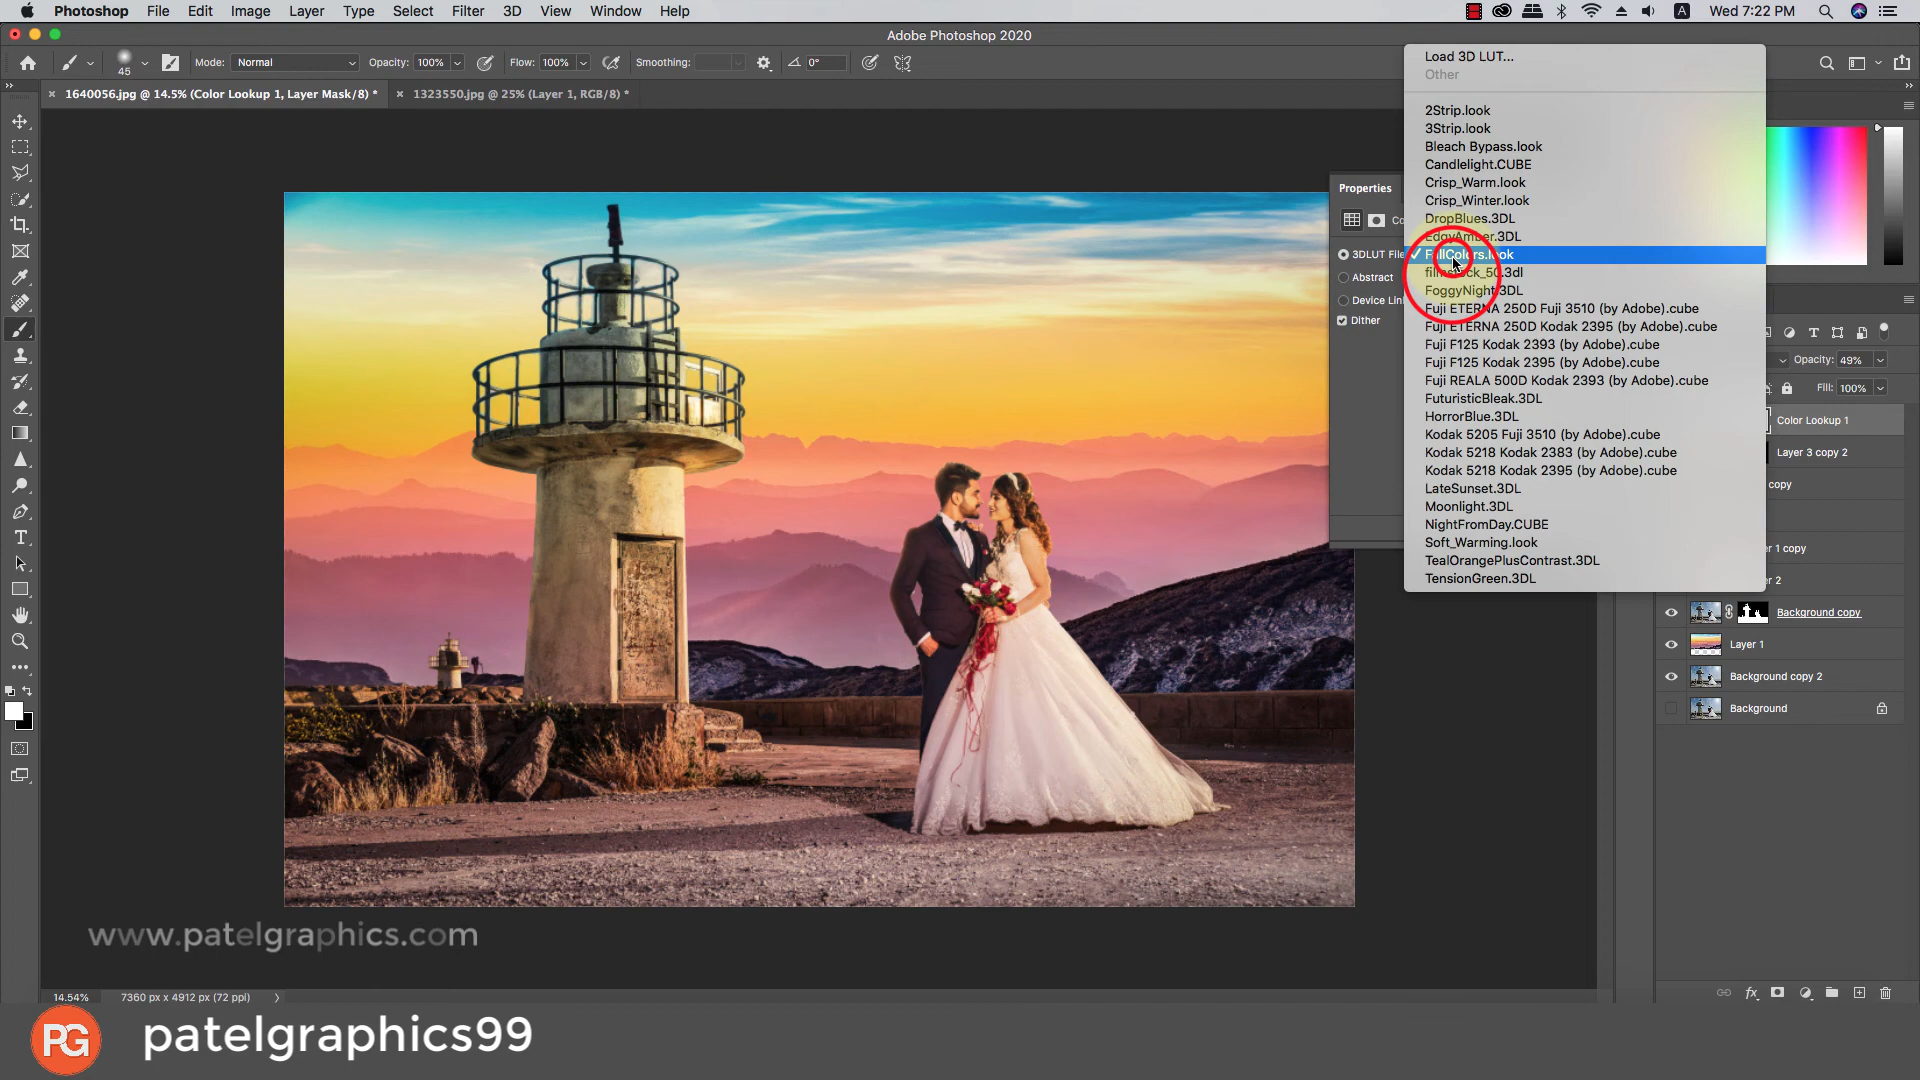 Photoshop File Edit Image Layer Type Select Filter 3D View Window Help
A Wed 7:22 PM
Adobe Photoshop 2020
45 Mode: Normal Opacity: 100% Flow: 100% Smoothing: 0°
1640056.jpg @ 14.5% (Color Lookup 1, Layer Mask/8) *
1323550.jpg @ 25% (Layer 1, RGB/8) *
Load 3D LUT...
Other
2Strip.look
3Strip.look
Bleach Bypass.look
Candlelight.CUBE
Crisp_Warm.look
Crisp_Winter.look
DropBlues.3DL
EdgyAmber.3DL
FallColors.look
filmstock_50.3dl
FoggyNight.3DL
Fuji ETERNA 250D Fuji 3510 (by Adobe).cube
Fuji ETERNA 250D Kodak 2395 (by Adobe).cube
Fuji F125 Kodak 2393 (by Adobe).cube
Fuji F125 Kodak 2395 (by Adobe).cube
Fuji REALA 500D Kodak 2393 (by Adobe).cube
FuturisticBleak.3DL
HorrorBlue.3DL
Kodak 5205 Fuji 3510 (by Adobe).cube
Kodak 5218 Kodak 2383 (by Adobe).cube
Kodak 5218 Kodak 2395 (by Adobe).cube
LateSunset.3DL
Moonlight.3DL
NightFromDay.CUBE
Soft_Warming.look
TealOrangePlusContrast.3DL
TensionGreen.3DL
Properties
Co
3DLUT File
Abstract
Device Lin
Dither
Opacity: 49%
Fill: 100%
Color Lookup 1
Layer 3 copy 2
copy
r 1 copy
r 2
Background copy
Layer 1
Background copy 2
Background
www.patelgraphics.com
14.54% 7360 px x 4912 px (72 ppi)
fx
PG patelgraphics99